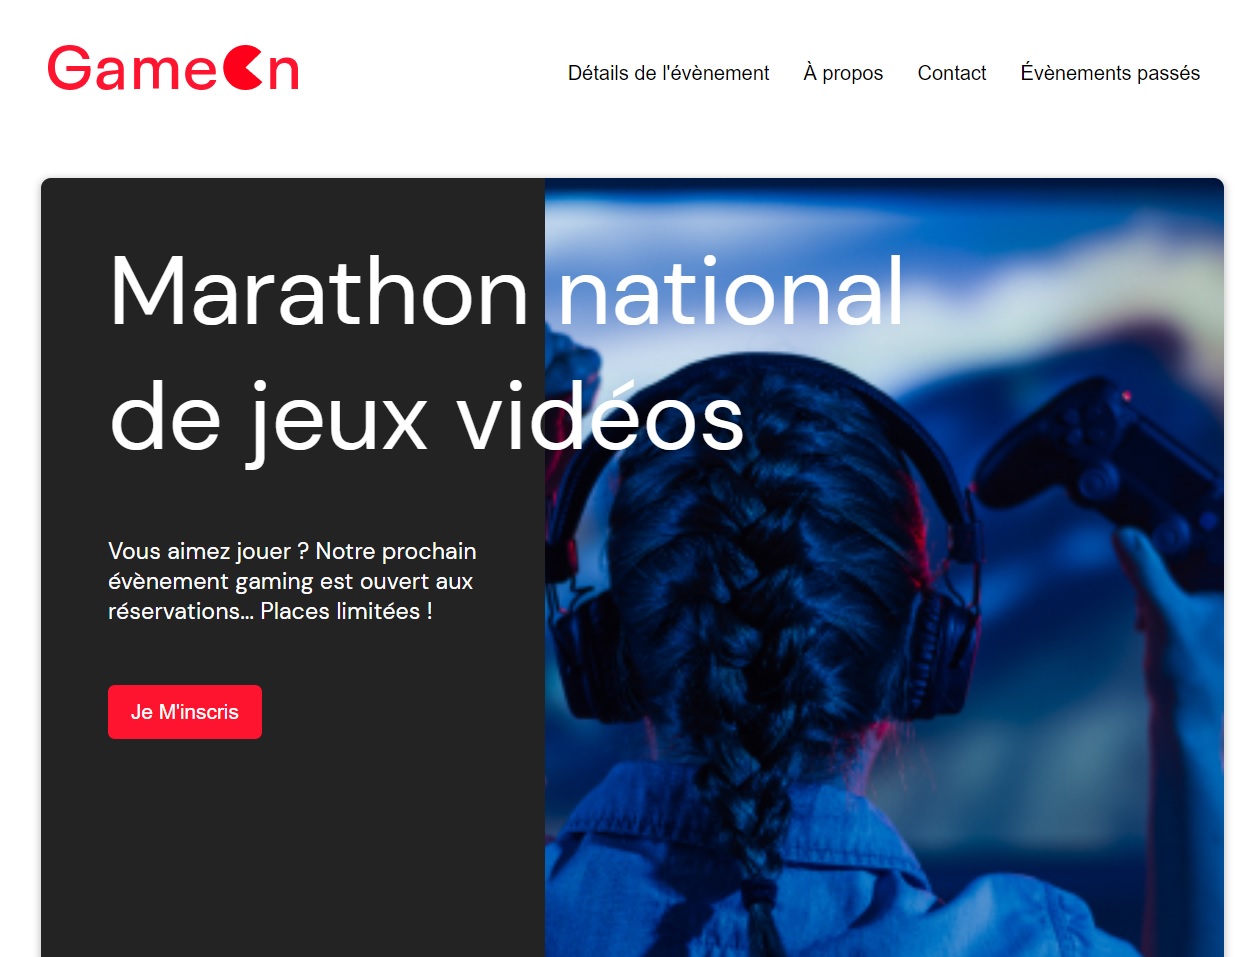 GameOn
Détails de l'évènement À propos Contact Évènements passés
Marathon national
de jeux vidéos
Vous aimez jouer ? Notre prochain
évènement gaming est ouvert aux
réservations... Places limitées !
Je M'inscris